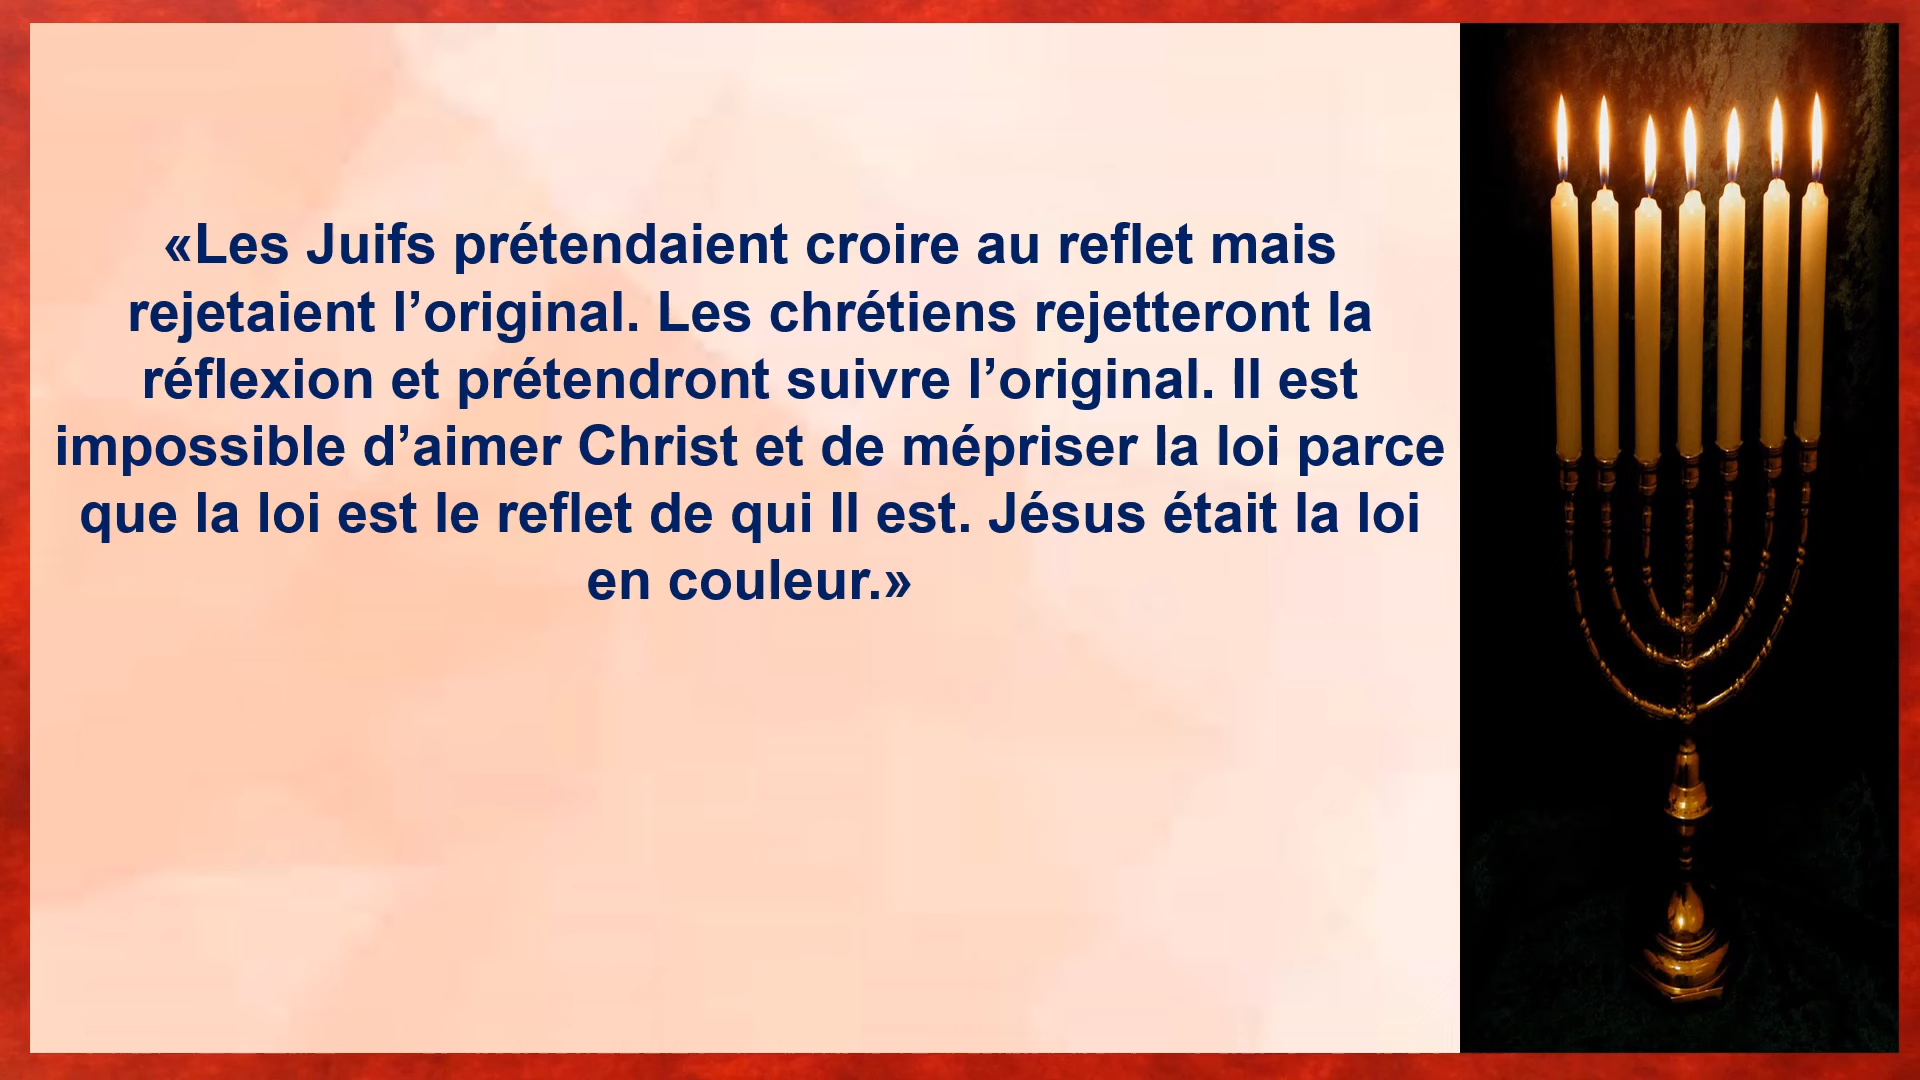 «Les Juifs prétendaient croire au reflet mais
rejetaient l’original. Les chrétiens rejetteront la
réflexion et prétendront suivre l’original. Il est
impossible d’aimer Christ et de mépriser la loi parce
que la loi est le reflet de qui Il est. Jésus était la loi
en couleur.»